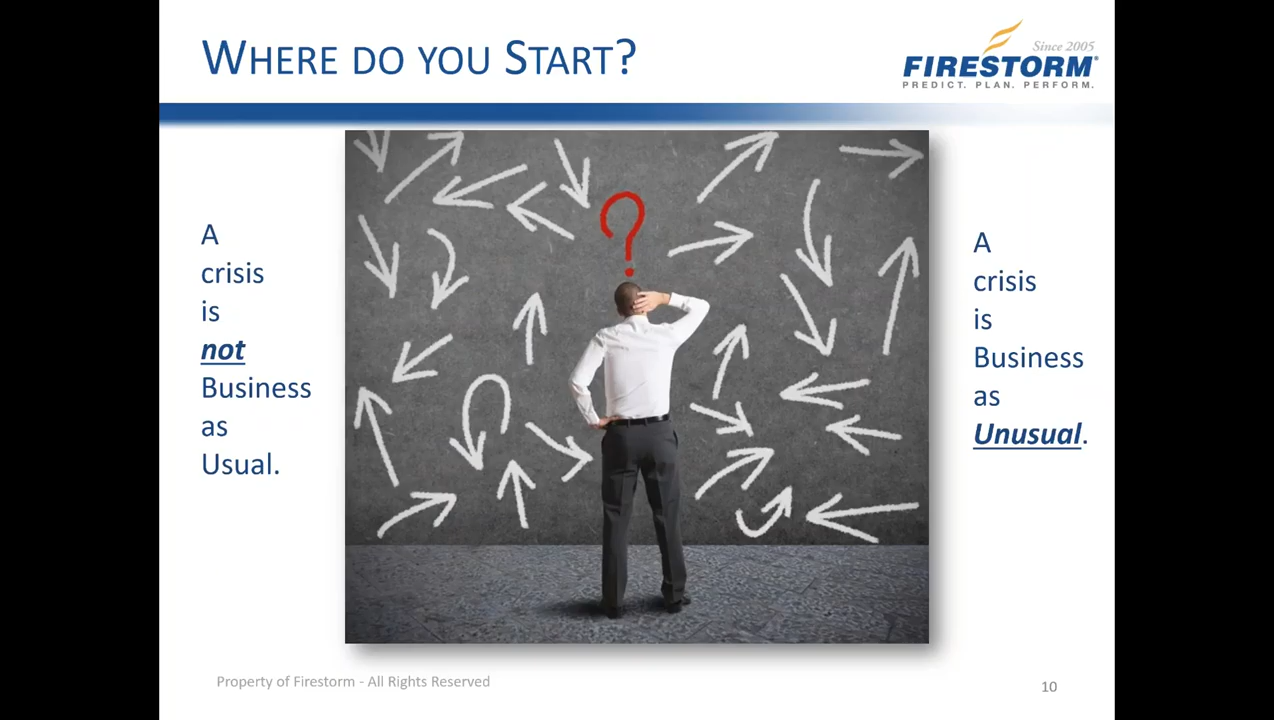 WHERE DO YOU START?
Since 2005
FIRESTORM®
PREDICT. PLAN. PERFORM.
A
crisis
is
not
Business
as
Usual.
?
A
crisis
is
Business
as
Unusual.
Property of Firestorm - All Rights Reserved
10